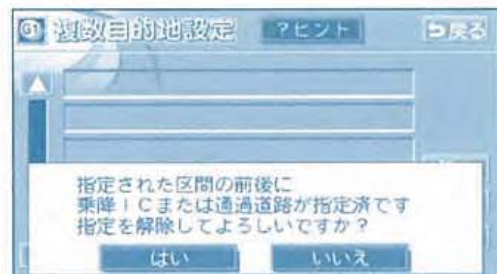 複数目的地設定 ?ヒント 戻る
指定された区間の前後に
乗降ICまたは通過道路が指定済です
指定を解除してよろしいですか?
はい いいえ